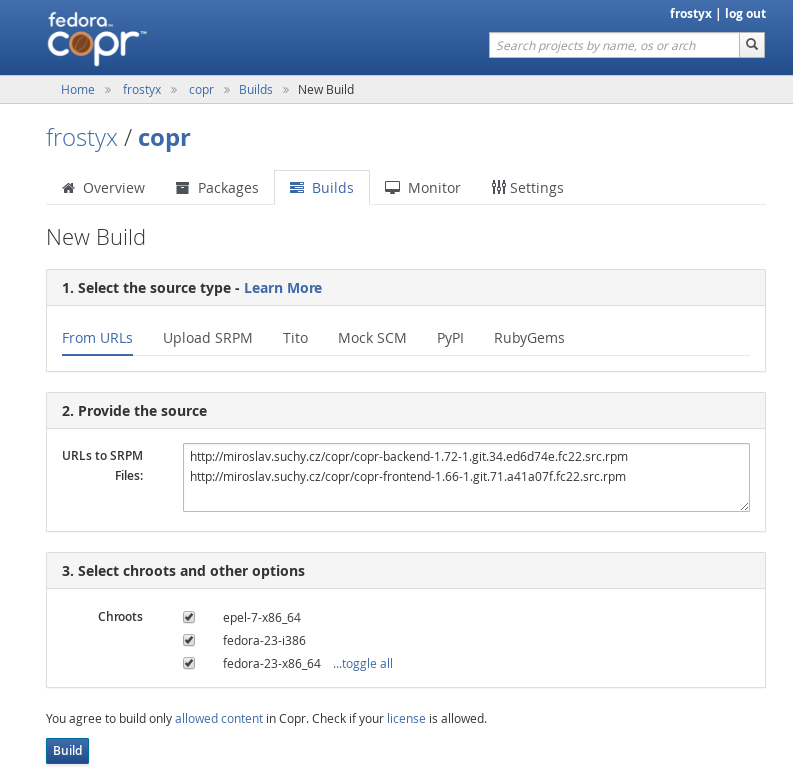 fedora
copr
frostyx | log out
Search projects by name, os or arch
Home » frostyx » copr » Builds » New Build
frostyx / copr
Overview Packages Builds Monitor Settings
New Build
1. Select the source type - Learn More
From URLs Upload SRPM Tito Mock SCM PyPI RubyGems
2. Provide the source
URLs to SRPM
Files:
http://miroslav.suchy.cz/copr/copr-backend-1.72-1.git.34.ed6d74e.fc22.src.rpm
http://miroslav.suchy.cz/copr/copr-frontend-1.66-1.git.71.a41a07f.fc22.src.rpm
3. Select chroots and other options
Chroots epel-7-x86_64
fedora-23-i386
fedora-23-x86_64 ...toggle all
You agree to build only allowed content in Copr. Check if your license is allowed.
Build